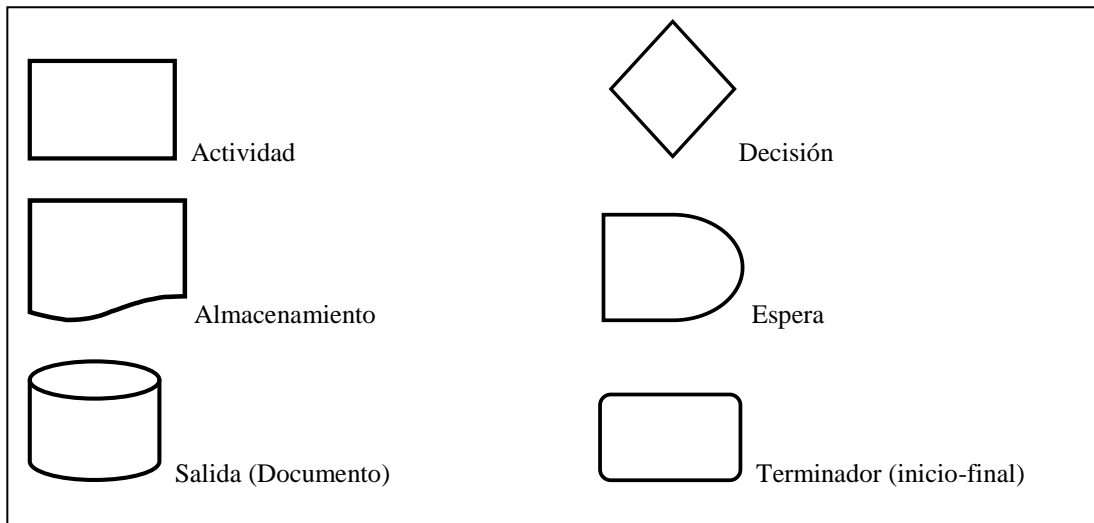 Actividad
Decisión
Almacenamiento
Espera
Salida (Documento)
Terminador (inicio-final)